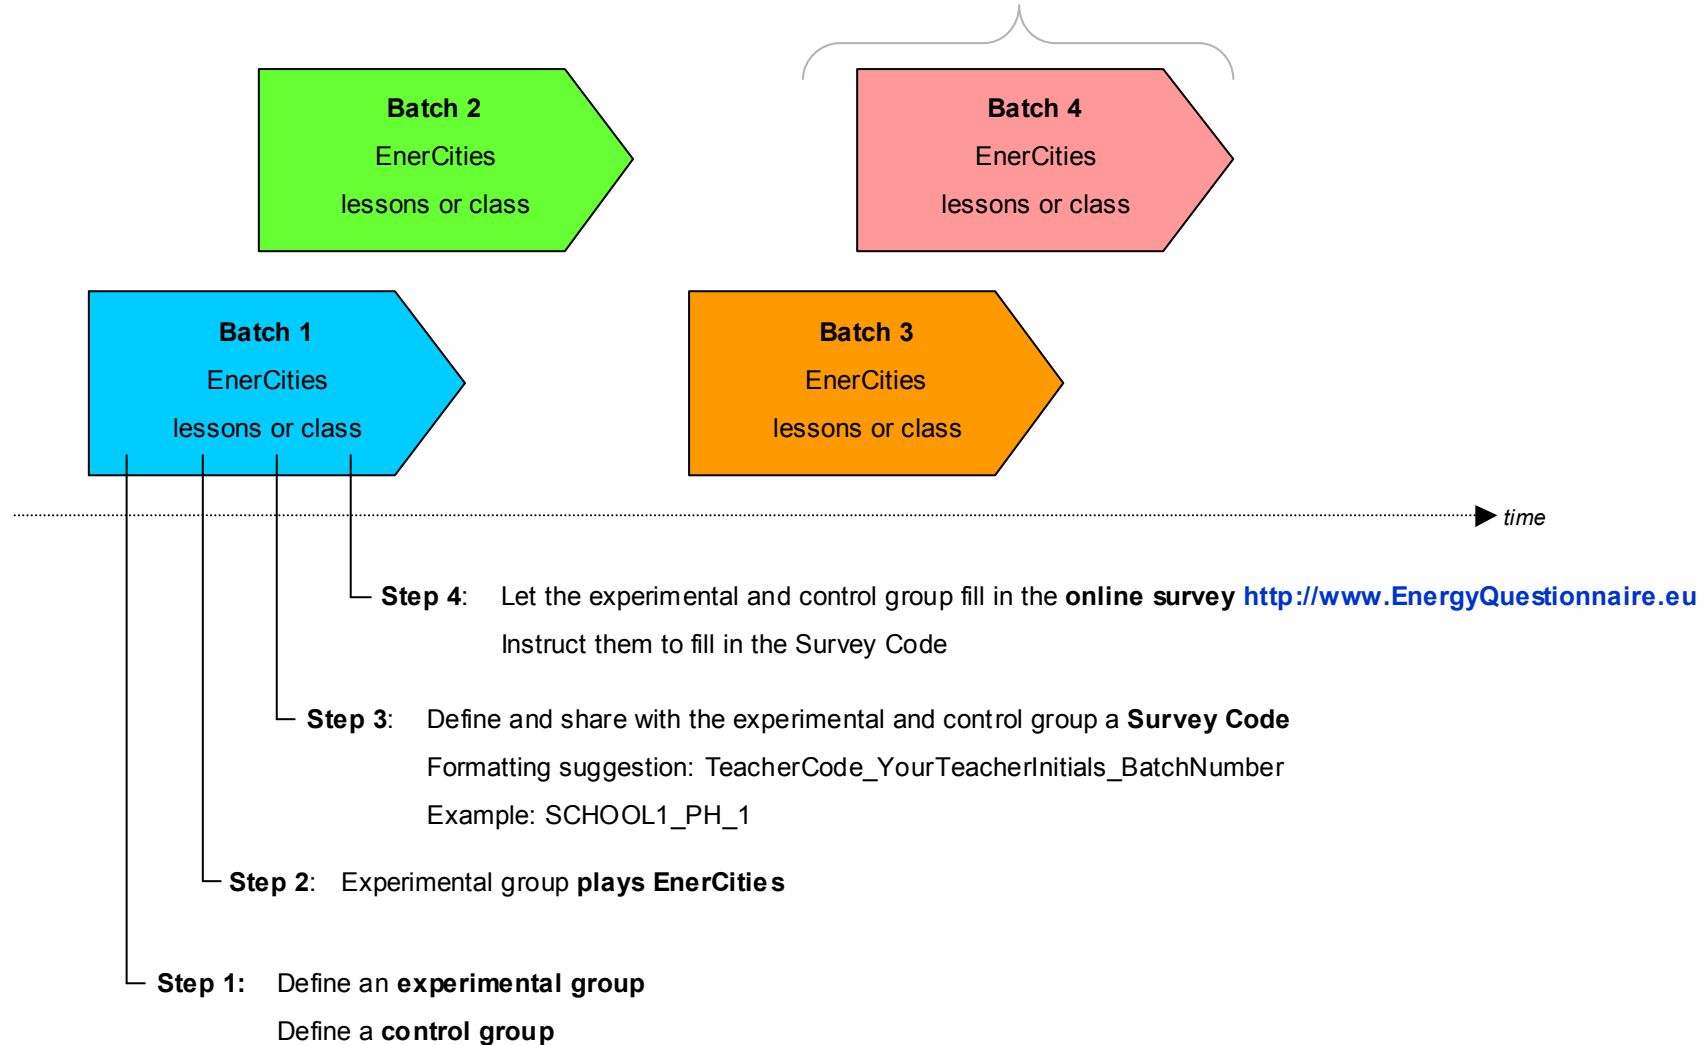 Batch 2
EnerCities
lessons or class
Batch 4
EnerCities
lessons or class
Batch 1
EnerCities
lessons or class
Batch 3
EnerCities
lessons or class
time
Step 4: Let the experimental and control group fill in the online survey http://www.EnergyQuestionnaire.eu
Instruct them to fill in the Survey Code
Step 3: Define and share with the experimental and control group a Survey Code
Formatting suggestion: TeacherCode_YourTeacherInitials_BatchNumber
Example: SCHOOL1_PH_1
Step 2: Experimental group plays EnerCities
Step 1: Define an experimental group
Define a control group